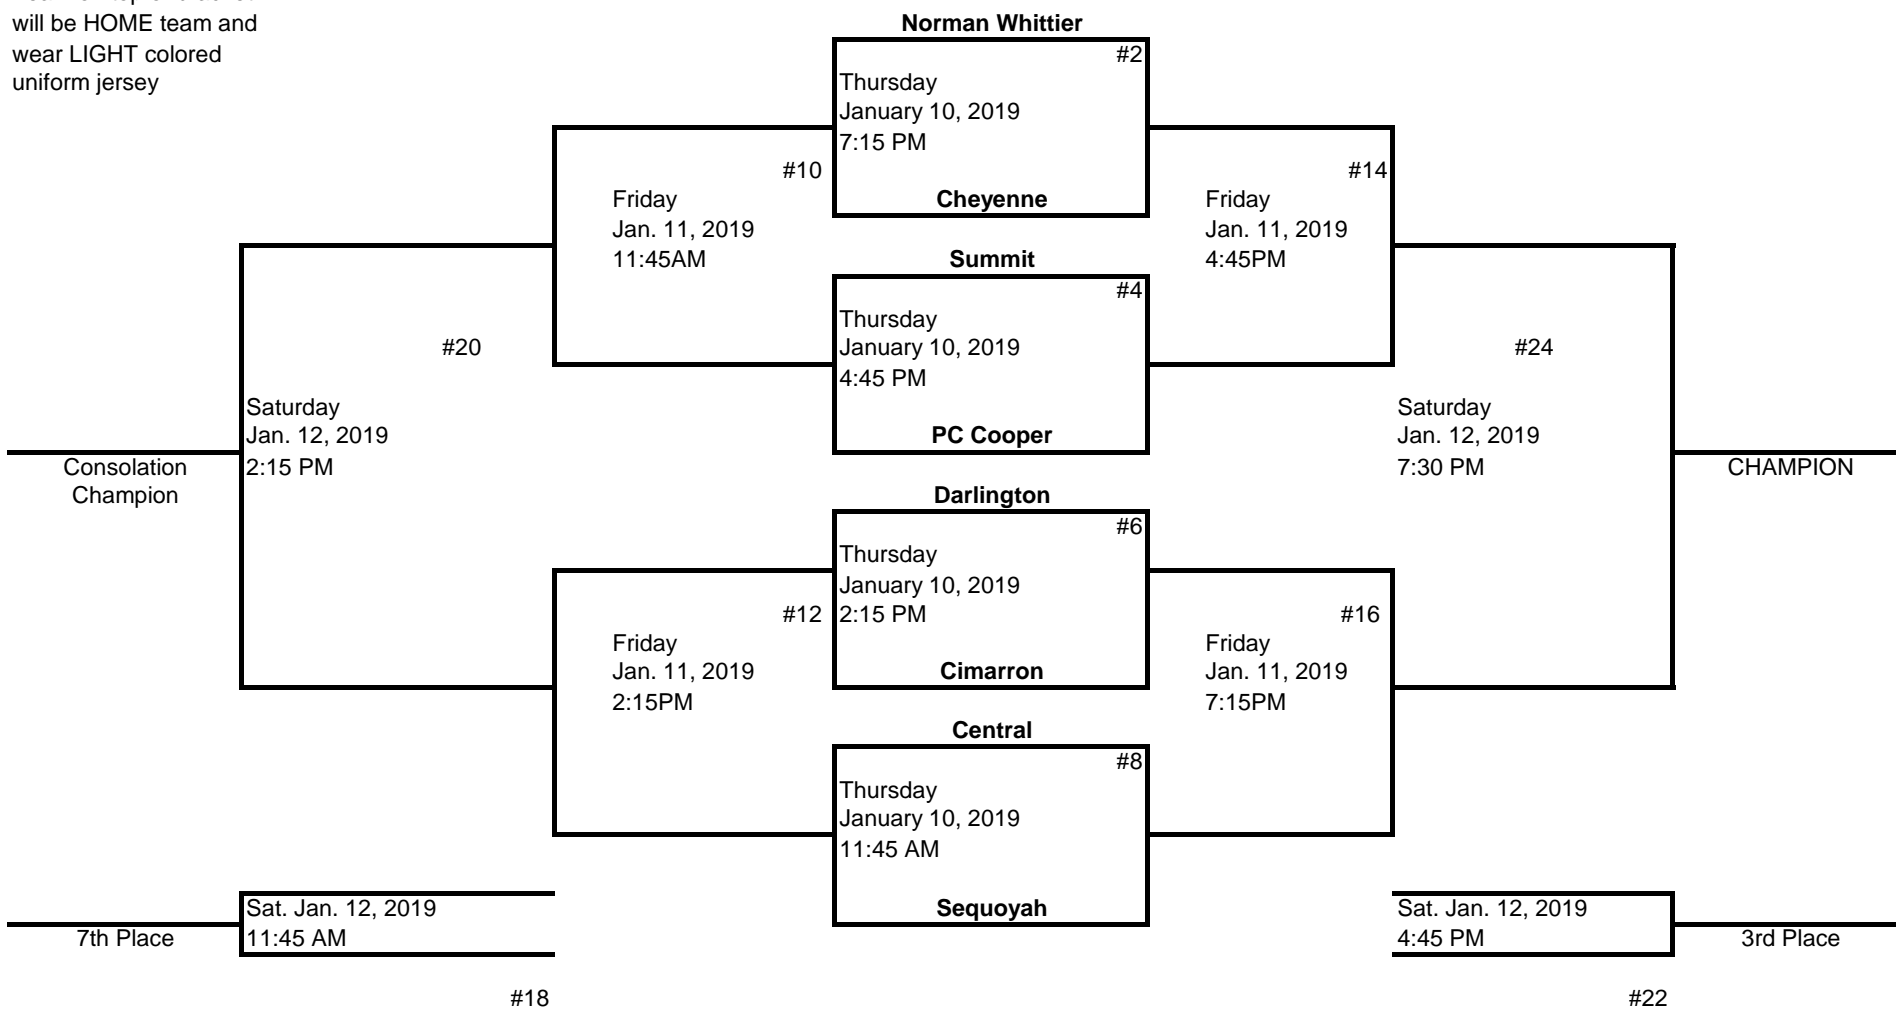 will be HOME team and
wear LIGHT colored
uniform jersey
Norman Whittier
#2
Thursday
January 10, 2019
7:15 PM
Cheyenne
#10
Friday
Jan. 11, 2019
11:45AM
#14
Friday
Jan. 11, 2019
4:45PM
Summit
#4
Thursday
January 10, 2019
4:45 PM
PC Cooper
#20
Saturday
Jan. 12, 2019
2:15 PM
Consolation
Champion
#24
Saturday
Jan. 12, 2019
7:30 PM
CHAMPION
Darlington
#6
Thursday
January 10, 2019
2:15 PM
Cimarron
#12
Friday
Jan. 11, 2019
2:15PM
#16
Friday
Jan. 11, 2019
7:15PM
Central
#8
Thursday
January 10, 2019
11:45 AM
Sequoyah
Sat. Jan. 12, 2019
11:45 AM
7th Place
#18
Sat. Jan. 12, 2019
4:45 PM
3rd Place
#22